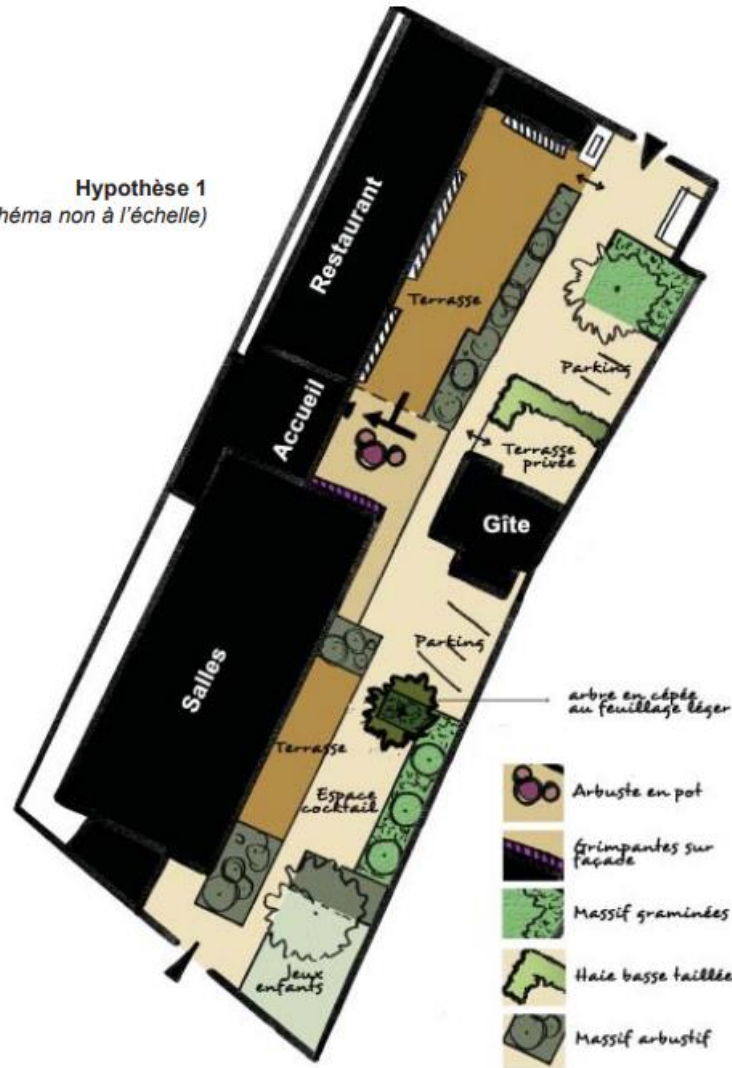 Hypothèse 1
héma non à l'échelle)
Restaurant
Terrasse
Parking
Accueil
Terrasse
privée
Gîte
Parking
Salles
arbre en cépée
au feuillage léger
Terrasse
Espace
cocktail
Jeux
enfants
Arbuste en pot
Grimpantes sur
façade
Massif graminées
Haie basse taillée
Massif arbustif